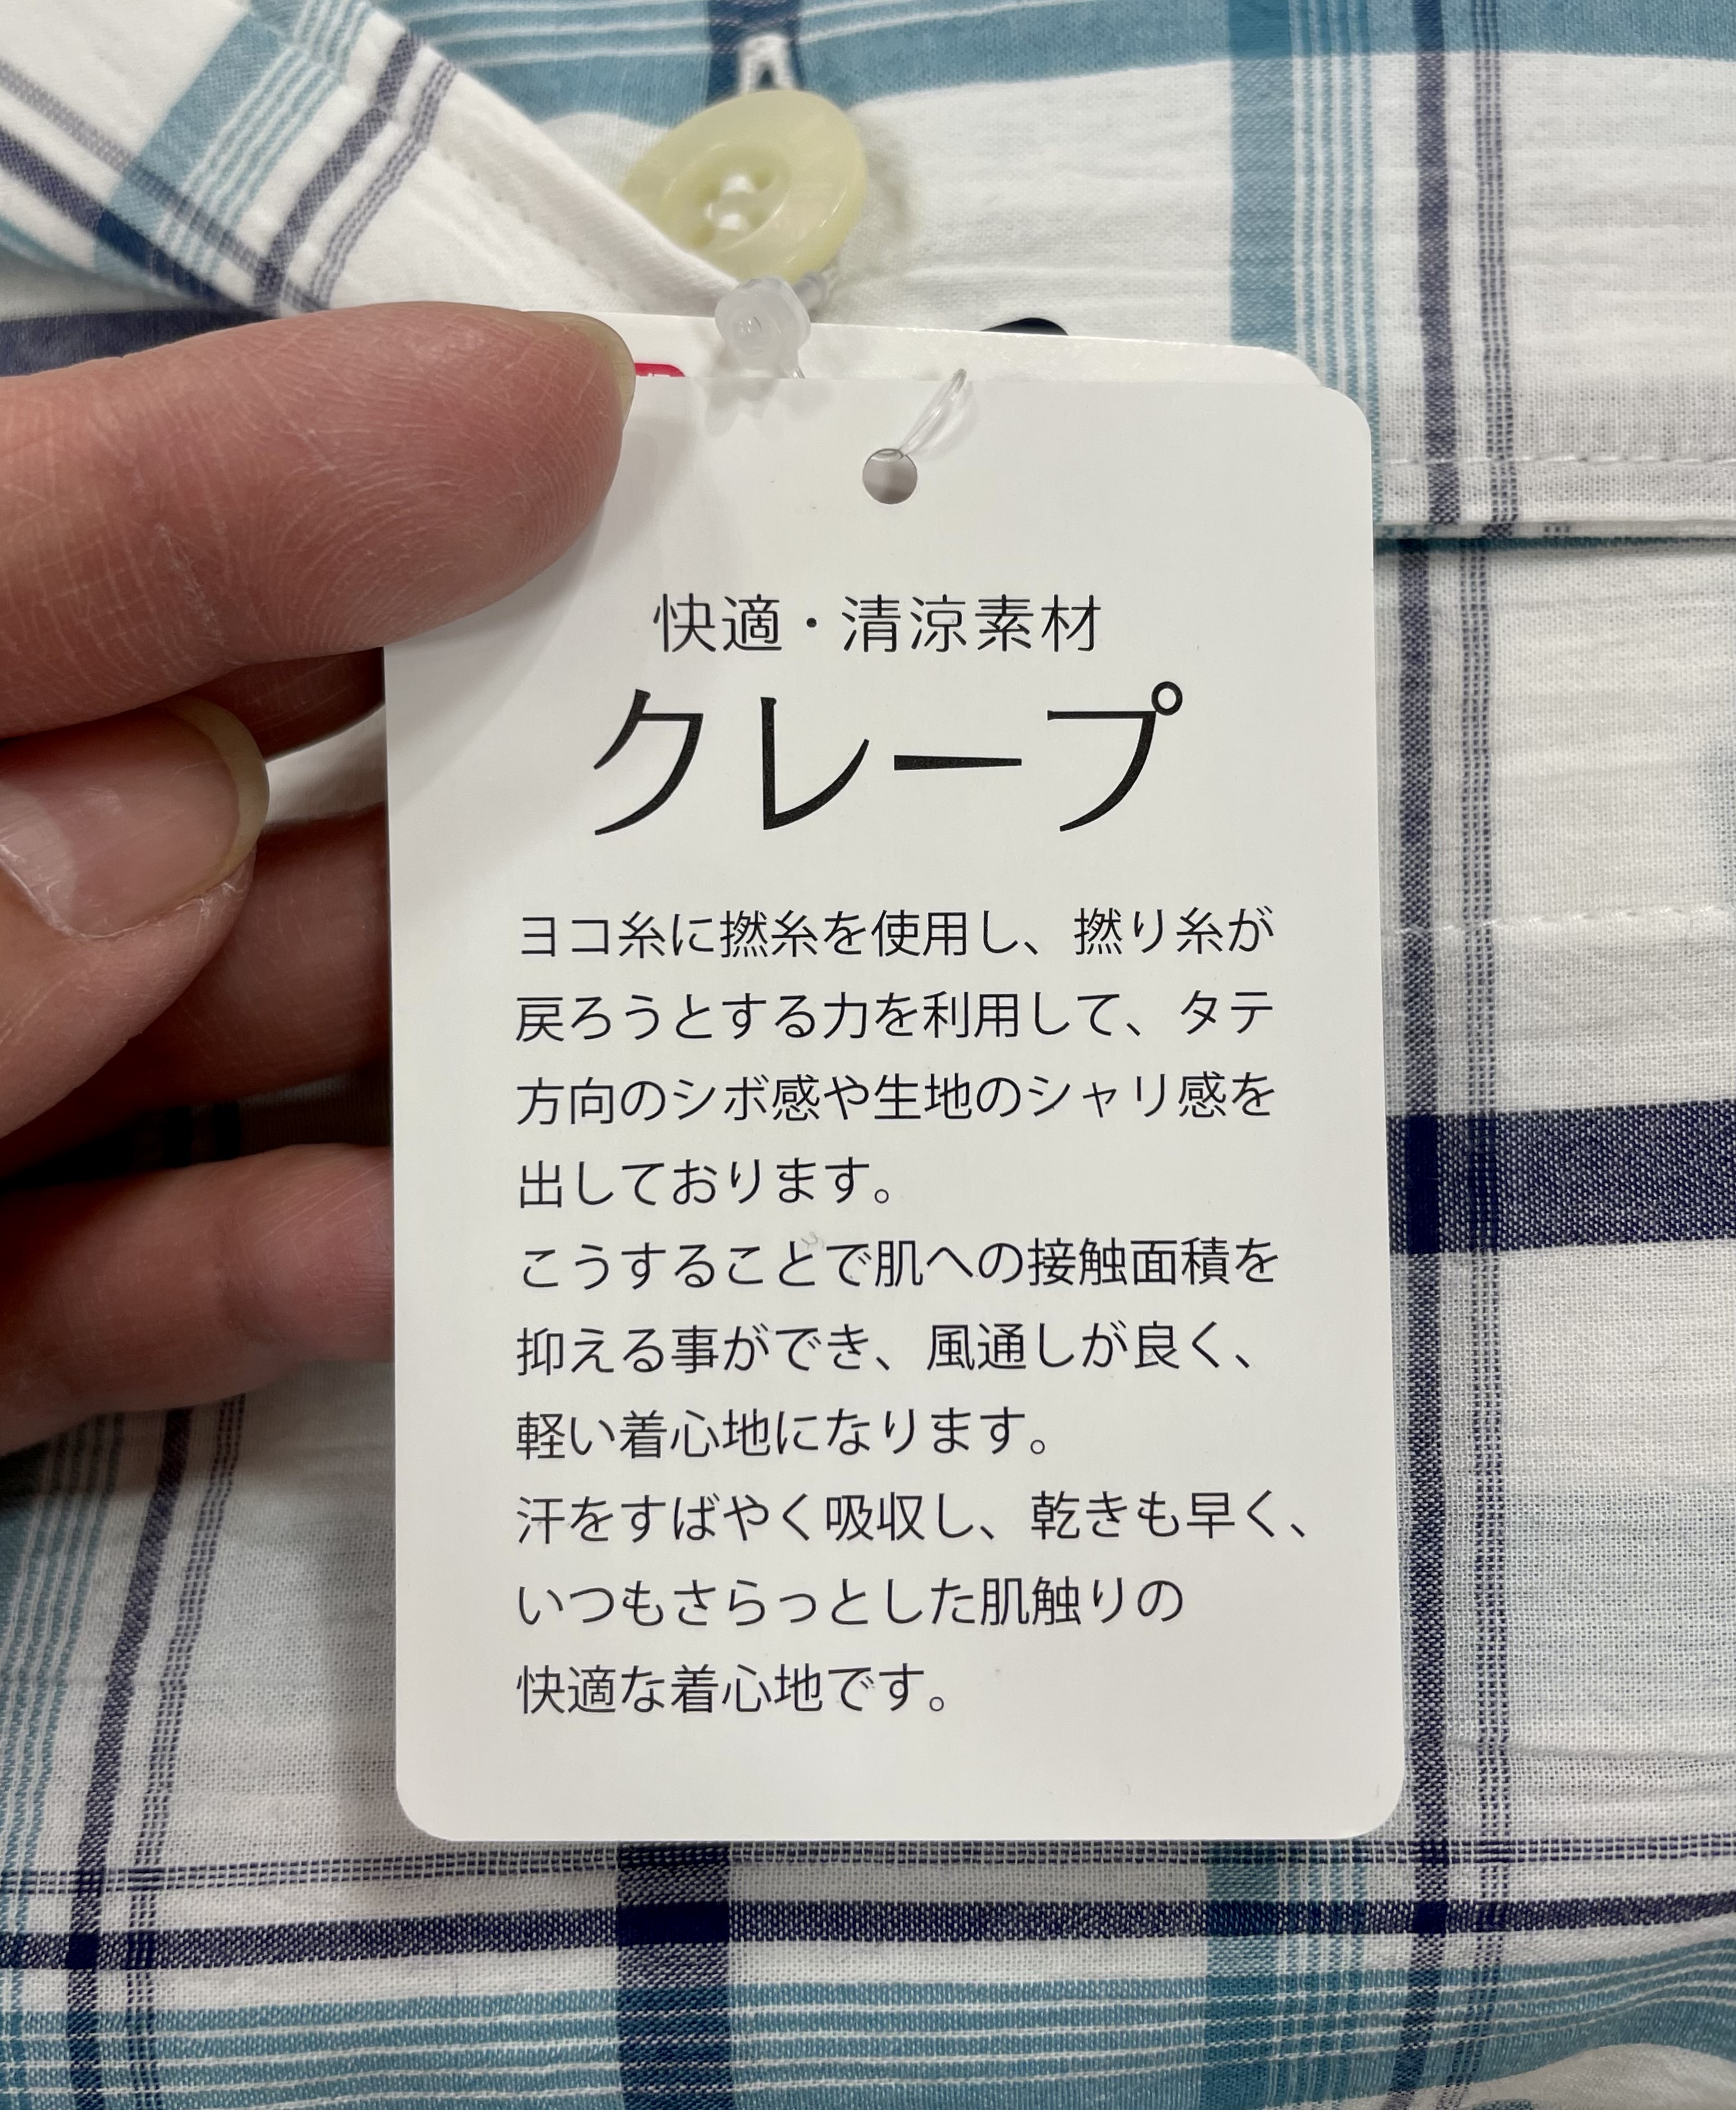 快適・清涼素材
クレープ
ヨコ糸に撚糸を使用し、撚り糸が
戻ろうとする力を利用して、タテ
方向のシボ感や生地のシャリ感を
出しております。
こうすることで肌への接触面積を
抑える事ができ、風通しが良く、
軽い着心地になります。
汗をすばやく吸収し、乾きも早く、
いつもさらっとした肌触りの
快適な着心地です。